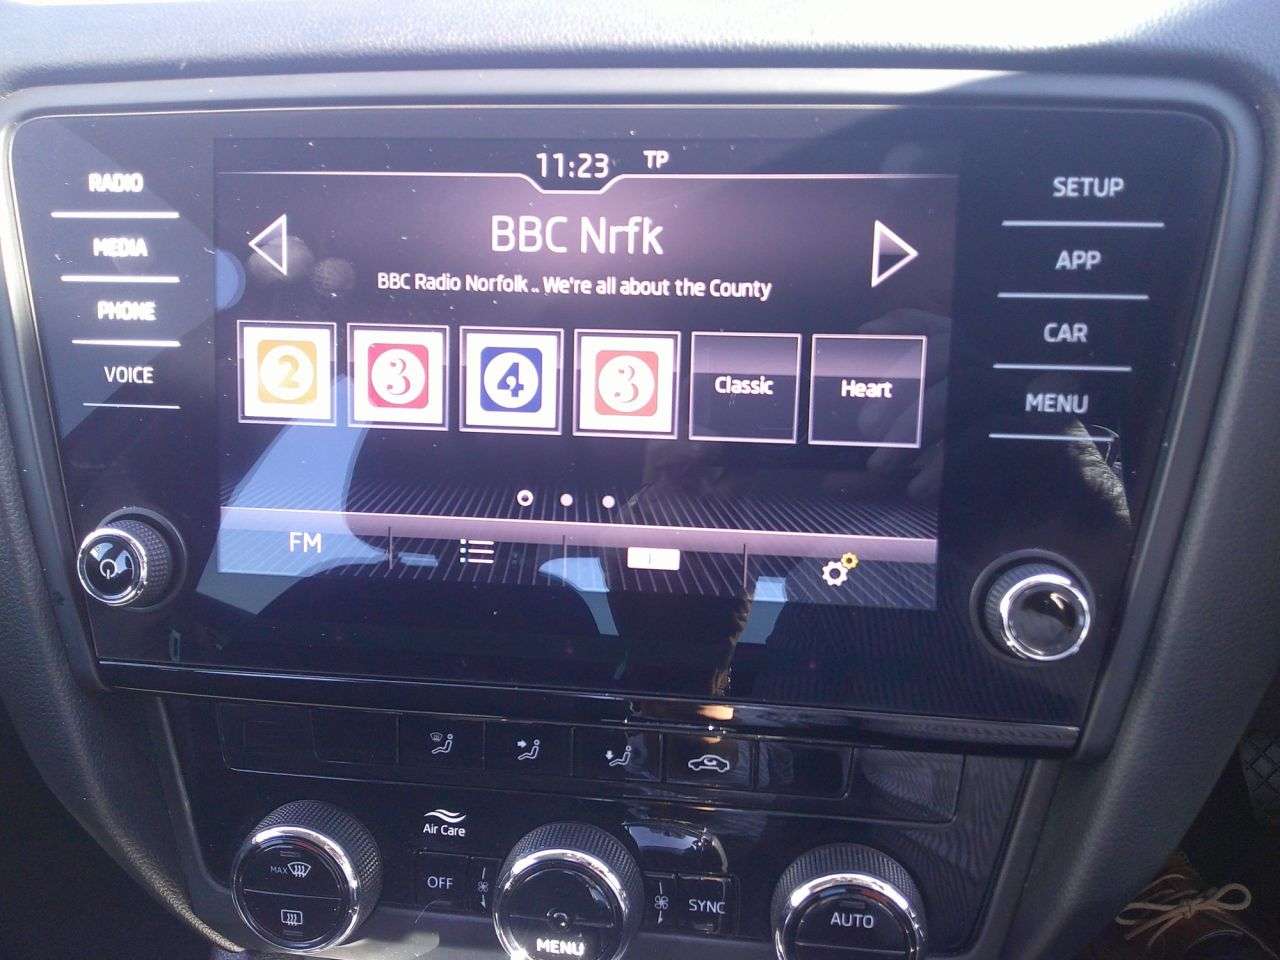 11:23 TP
RADIO
MEDIA
PHONE
VOICE
BBC Nrfk
BBC Radio Norfolk .. We're all about the County
2 3 4 3 Classic Heart
FM
SETUP
APP
CAR
MENU
Air Care
MAX
OFF
MENU
SYNC
AUTO